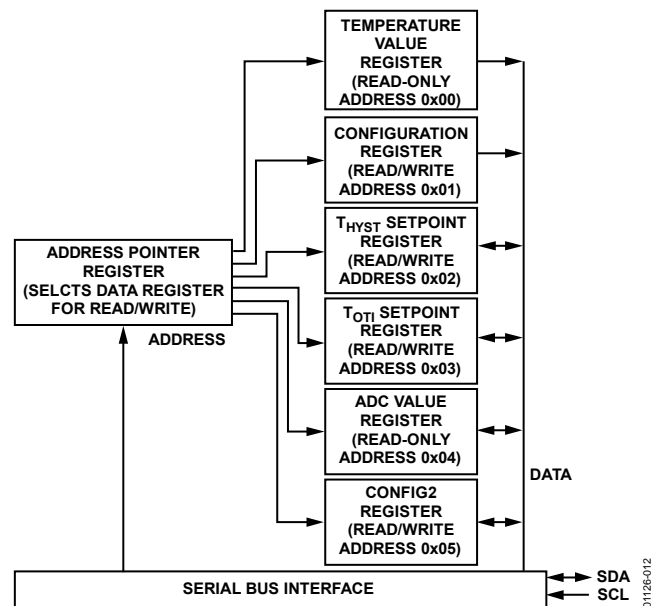 TEMPERATURE
VALUE
REGISTER
(READ-ONLY
ADDRESS 0x00)
CONFIGURATION
REGISTER
(READ/WRITE
ADDRESS 0x01)
THYST SETPOINT
REGISTER
(READ/WRITE
ADDRESS 0x02)
ADDRESS POINTER
REGISTER
(SELCTS DATA REGISTER
FOR READ/WRITE)
ADDRESS
TOTI SETPOINT
REGISTER
(READ/WRITE
ADDRESS 0x03)
ADC VALUE
REGISTER
(READ-ONLY
ADDRESS 0x04)
DATA
CONFIG2
REGISTER
(READ/WRITE
ADDRESS 0x05)
SERIAL BUS INTERFACE
SDA
SCL
01126-012